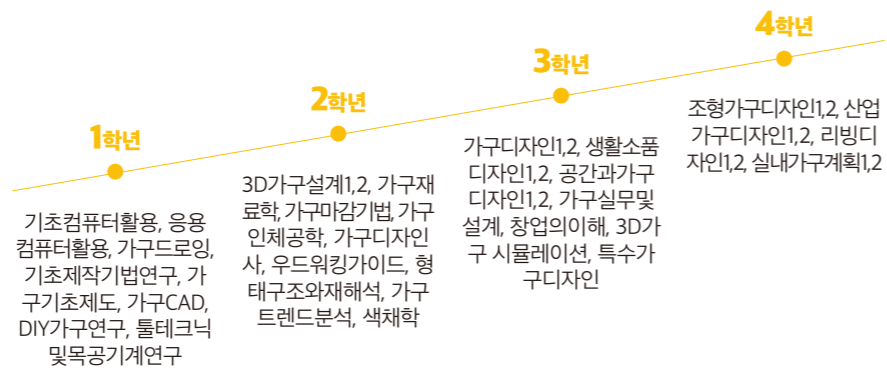 1학년
기초컴퓨터활용, 응용
컴퓨터활용, 가구드로잉,
기초제작기법연구, 가
구기초제도, 가구CAD,
DIY가구연구, 툴테크닉
및목공기계연구
2학년
3D가구설계1,2, 가구재
료학, 가구마감기법, 가구
인체공학, 가구디자인
사, 우드워킹가이드, 형
태구조와재해석, 가구
트렌드분석, 색채학
3학년
가구디자인1,2, 생활소품
디자인1,2, 공간과가구
디자인1,2, 가구실무및
설계, 창업의이해, 3D가
구 시뮬레이션, 특수가
구디자인
4학년
조형가구디자인1,2, 산업
가구디자인1,2, 리빙디
자인1,2, 실내가구계획1,2